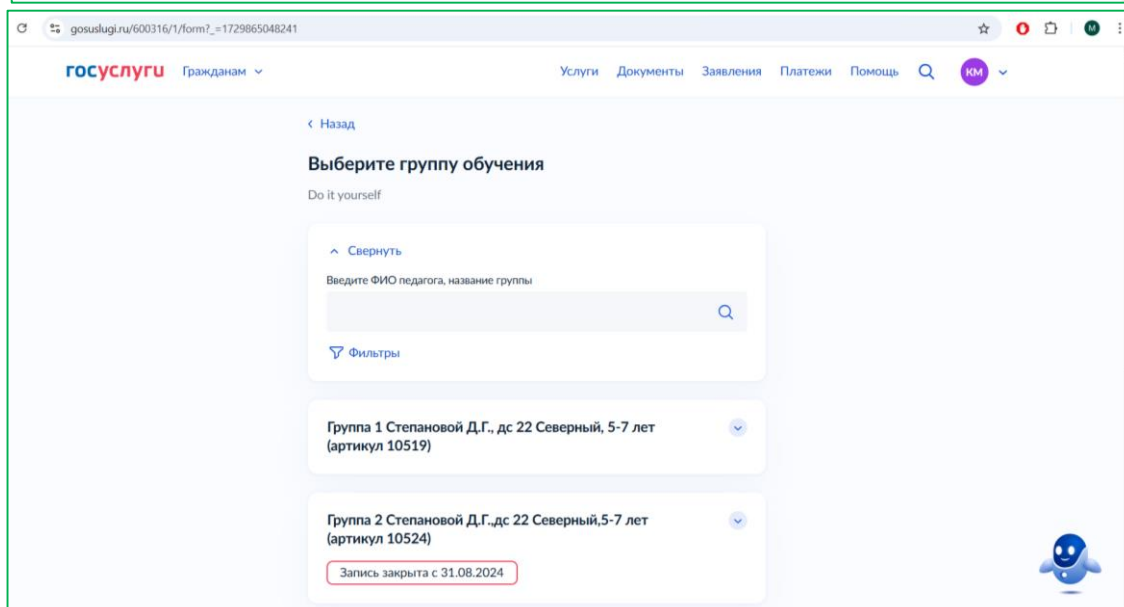 gosuslugi.ru/600316/1/form?_=1729865048241
M
госуслуги Гражданам Услуги Документы Заявления Платежи Помощь КМ
Назад
Выберите группу обучения
Do it yourself
Свернуть
Введите ФИО педагога, название группы
Фильтры
Группа 1 Степановой Д.Г., дс 22 Северный, 5-7 лет
(артикул 10519)
Группа 2 Степановой Д.Г.,дс 22 Северный,5-7 лет
(артикул 10524)
Запись закрыта с 31.08.2024